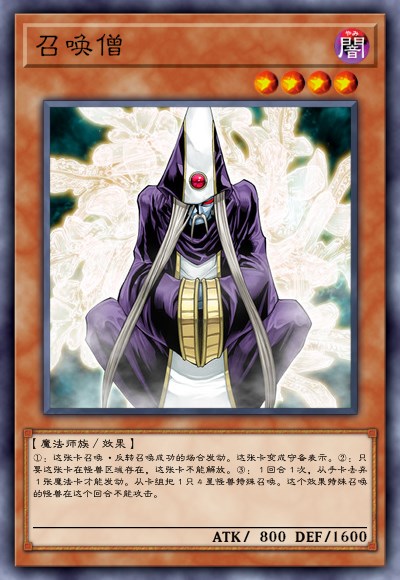 召唤僧
やみ
闇
【魔法师族／效果】
①：这张卡召唤·反转召唤成功的场合发动。这张卡变成守备表示。②：只
要这张卡在怪兽区域存在，这张卡不能解放。③：1回合1次，从手卡丢弃
1张魔法卡才能发动。从卡组把1只4星怪兽特殊召唤。这个效果特殊召唤
的怪兽在这个回合不能攻击。
ATK/ 800 DEF/1600